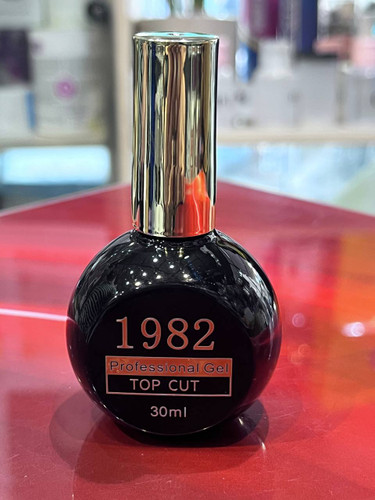 1982
Professional Gel
TOP CUT
30ml